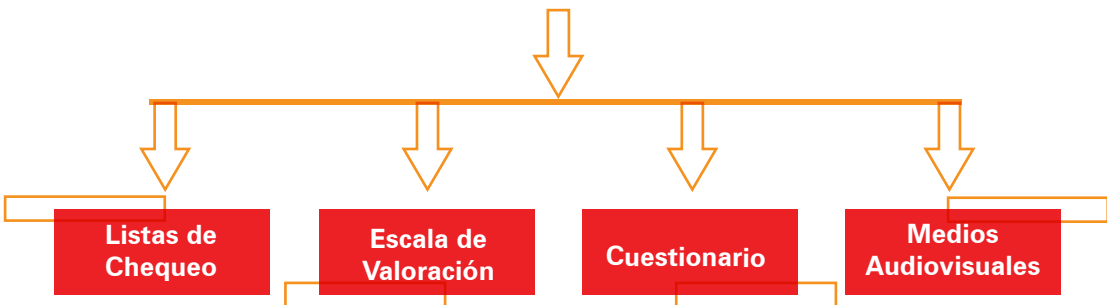 Listas de
Chequeo
Escala de
Valoración
Cuestionario
Medios
Audiovisuales